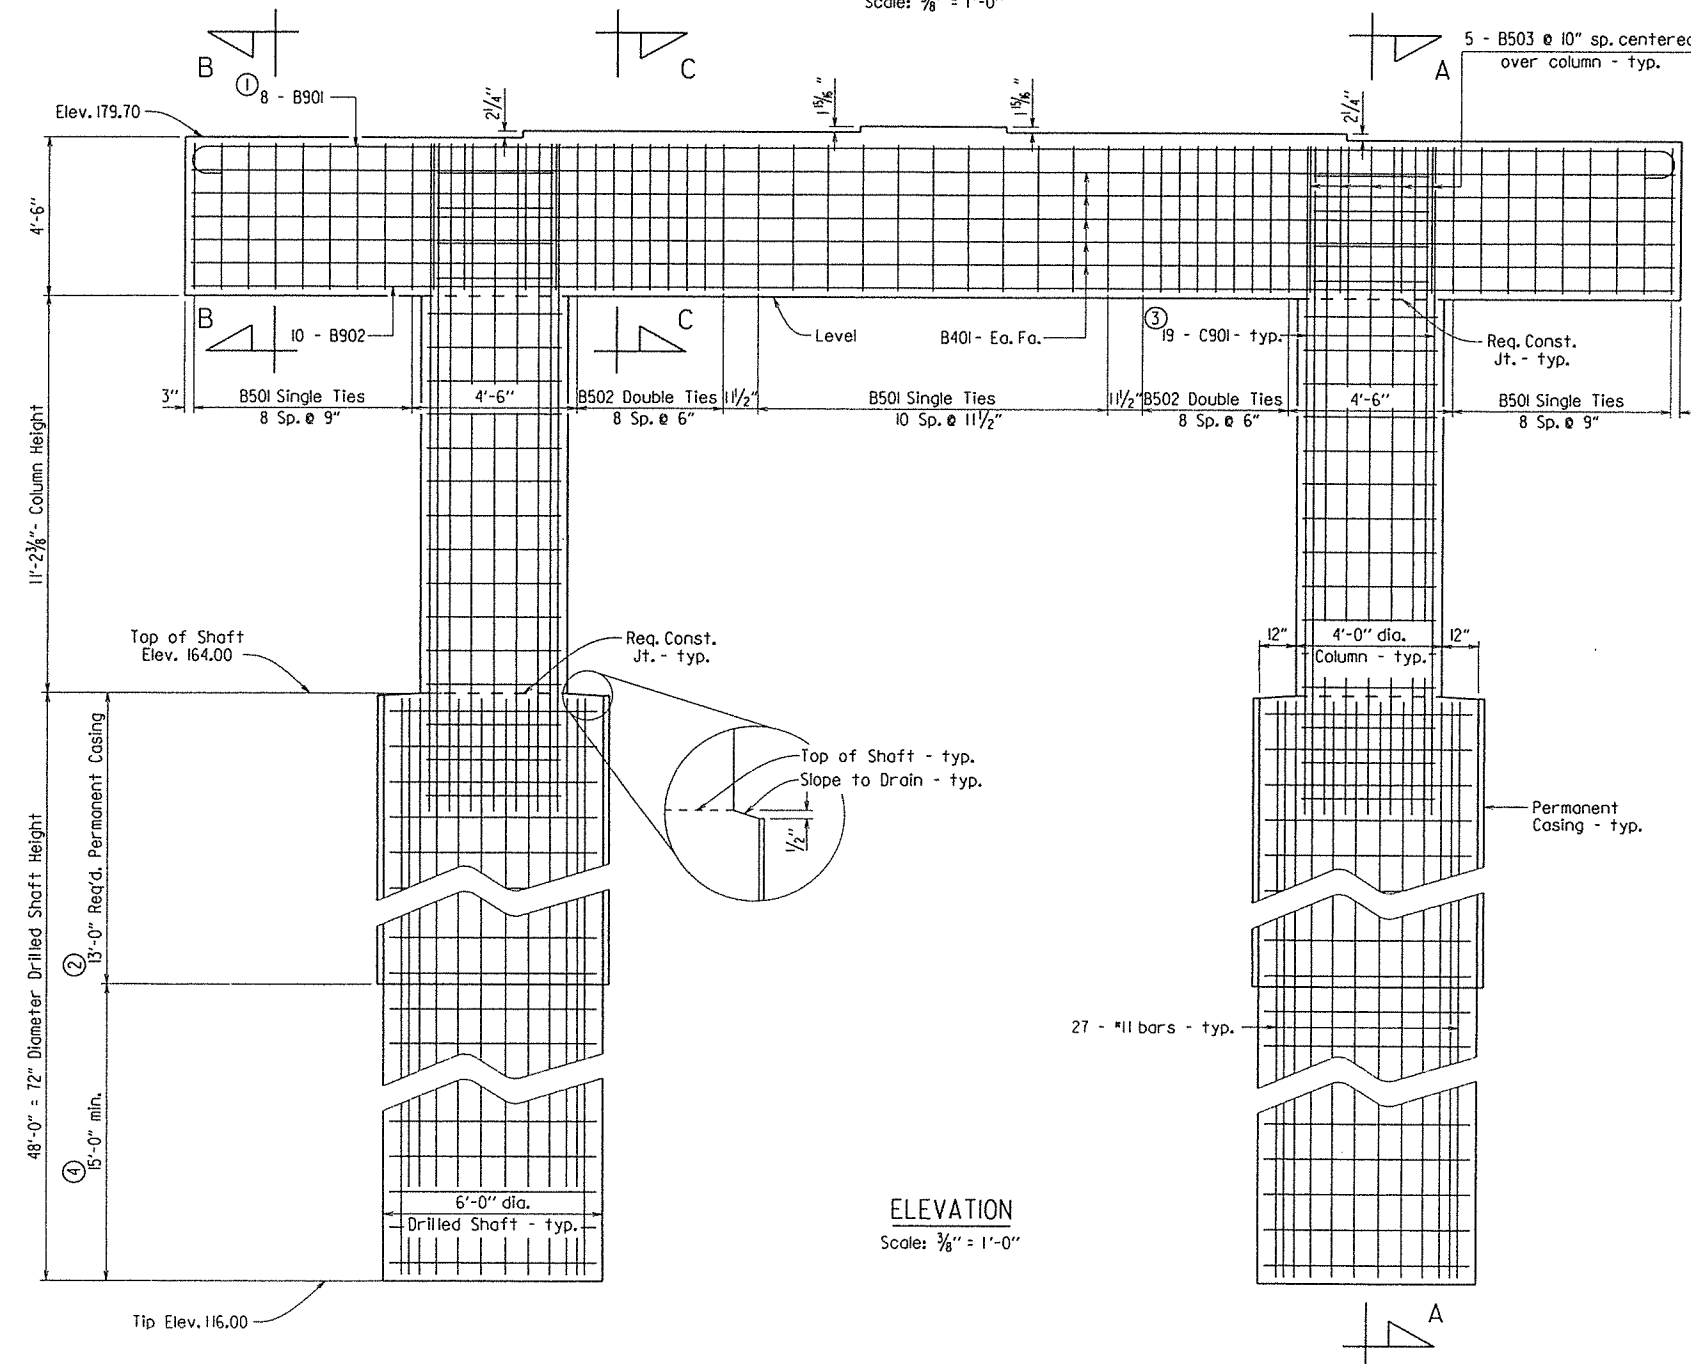 Scale: 3/8" = 1'-0"
5 - B503 @ 10" sp. centered
over column - typ.
B
C
A
① 8 - B901
Elev. 179.70
2 1/4"
1 15/16"
1 15/16"
2 1/4"
4'-6"
B
C
10 - B902
Level
B401 - Ea. Fa.
③ 19 - C901 - typ.
Req. Const.
Jt. - typ.
3"
B501 Single Ties
8 Sp. @ 9"
4'-6"
B502 Double Ties
8 Sp. @ 6"
11 1/2"
B501 Single Ties
10 Sp. @ 11 1/2"
11 1/2"
B502 Double Ties
8 Sp. @ 6"
4'-6"
B501 Single Ties
8 Sp. @ 9"
11'-2 3/8" - Column Height
Top of Shaft
Elev. 164.00
Req. Const.
Jt. - typ.
12"
4'-0" dia.
Column - typ.
12"
Top of Shaft - typ.
Slope to Drain - typ.
1/2"
Permanent
Casing - typ.
48'-0" = 72" Diameter Drilled Shaft Height
② 13'-0" Req'd. Permanent Casing
④ 15'-0" min.
27 - #11 bars - typ.
6'-0" dia.
Drilled Shaft - typ.
ELEVATION
Scale: 3/8" = 1'-0"
Tip Elev. 116.00
A